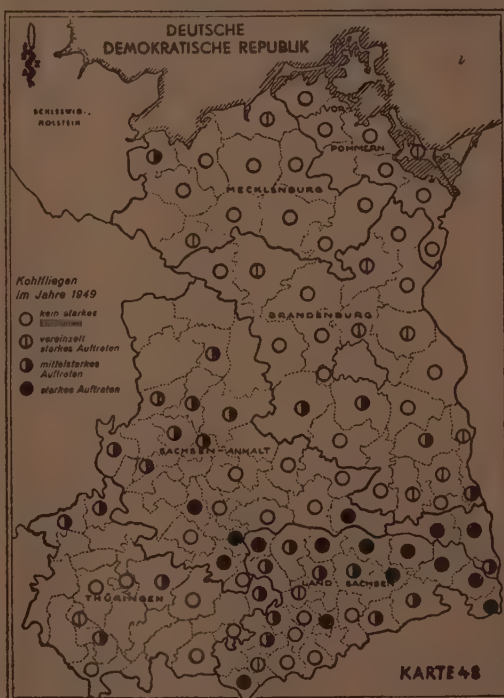 DEUTSCHE
DEMOKRATISCHE REPUBLIK
SCHLESWIG-
HOLSTEIN
VOR-
POMMERN
MECKLENBURG
Kohlfliegen
im Jahre 1949
kein starkes
vereinzelt
starkes Auftreten
mittelstarkes
Auftreten
starkes Auftreten
BRANDENBURG
SACHSEN-ANHALT
LAND SACHSEN
THÜRINGEN
KARTE 48